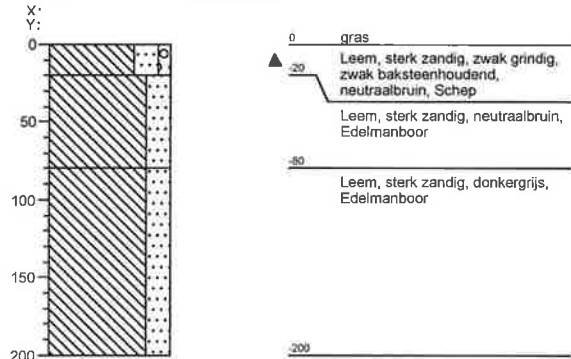 X:
Y:
0
50
100
150
200
0
gras
-20
Leem, sterk zandig, zwak grindig,
zwak baksteenhoudend,
neutraalbruin, Schep
Leem, sterk zandig, neutraalbruin,
Edelmanboor
-80
Leem, sterk zandig, donkergrijs,
Edelmanboor
-200